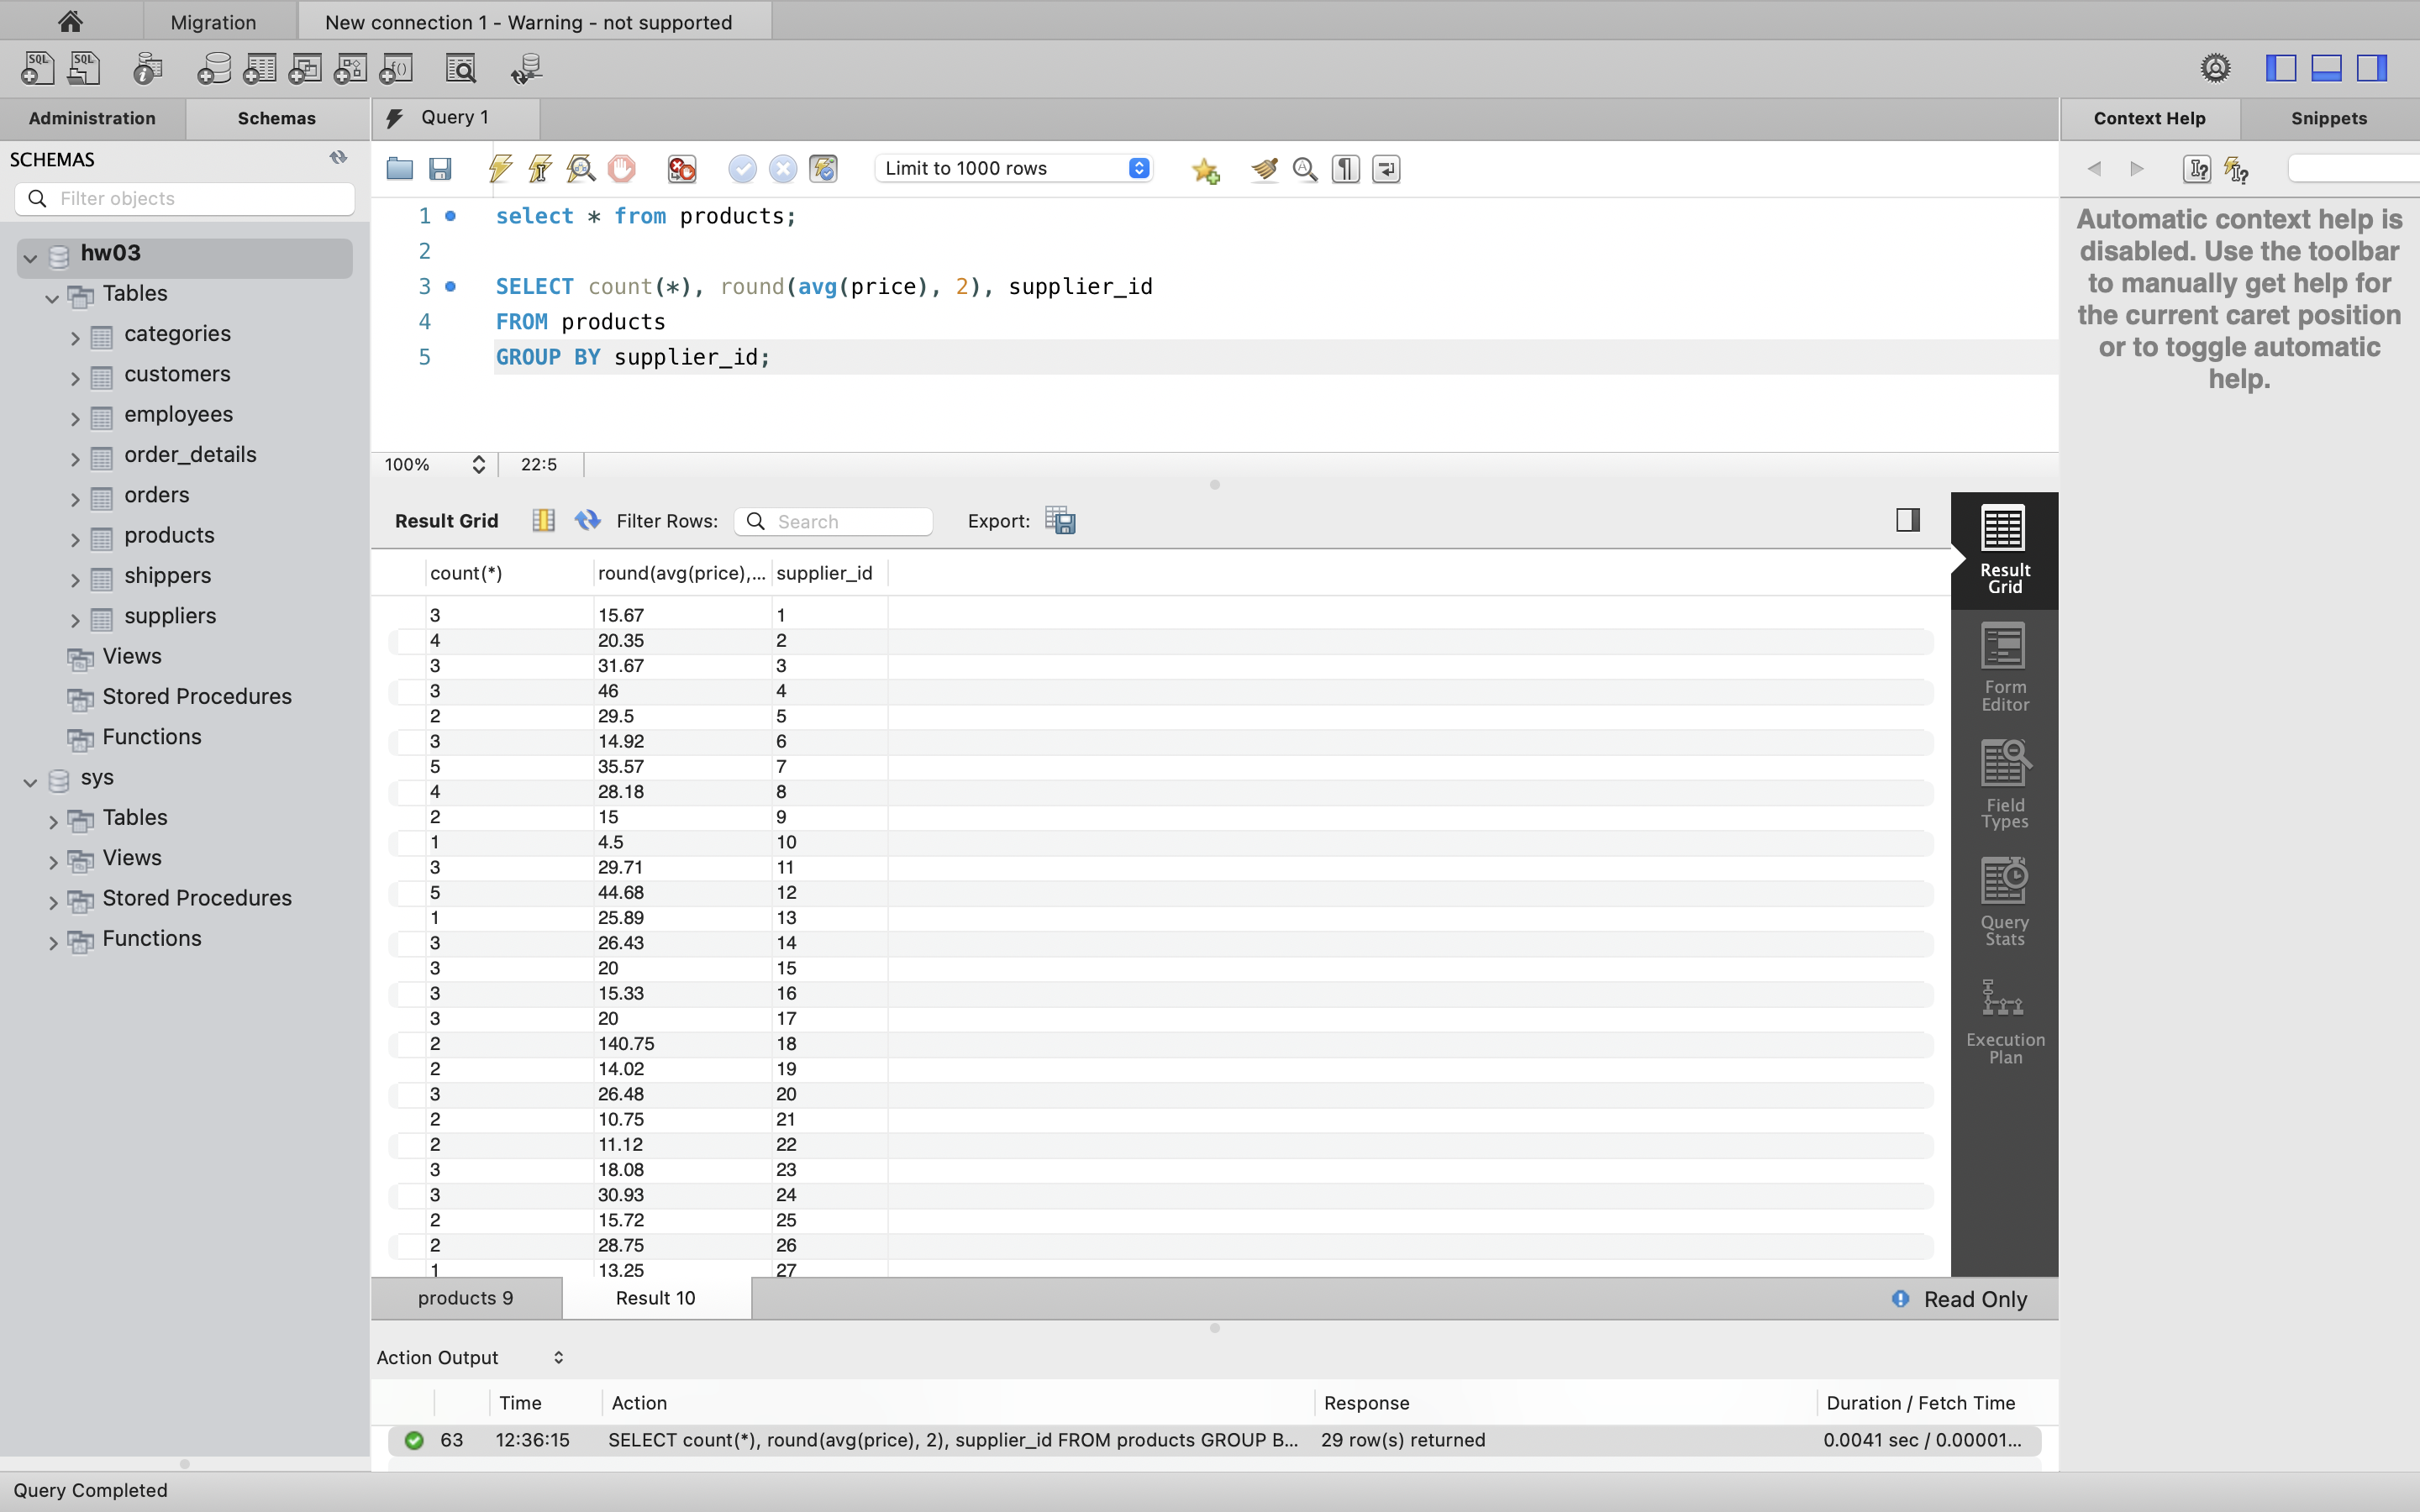 Migration
New connection 1 - Warning - not supported
Administration
Schemas
Query 1
Context Help
Snippets
SCHEMAS
Filter objects
Limit to 1000 rows
hw03
Tables
categories
customers
employees
order_details
orders
products
shippers
suppliers
Views
Stored Procedures
Functions
sys
Tables
Views
Stored Procedures
Functions
1 select * from products;
2
3 SELECT count(*), round(avg(price), 2), supplier_id
4 FROM products
5 GROUP BY supplier_id;
100% 22:5
Automatic context help is
disabled. Use the toolbar
to manually get help for
the current caret position
or to toggle automatic
help.
Result Grid Filter Rows: Search Export:
count(*) round(avg(price),... supplier_id
3 15.67 1
4 20.35 2
3 31.67 3
3 46 4
2 29.5 5
3 14.92 6
5 35.57 7
4 28.18 8
2 15 9
1 4.5 10
3 29.71 11
5 44.68 12
1 25.89 13
3 26.43 14
3 20 15
3 15.33 16
3 20 17
2 140.75 18
2 14.02 19
3 26.48 20
2 10.75 21
2 11.12 22
3 18.08 23
3 30.93 24
2 15.72 25
2 28.75 26
1 13.25 27
Result
Grid
Form
Editor
Field
Types
Query
Stats
Execution
Plan
products 9
Result 10
Read Only
Action Output
Time Action Response Duration / Fetch Time
63 12:36:15 SELECT count(*), round(avg(price), 2), supplier_id FROM products GROUP B... 29 row(s) returned 0.0041 sec / 0.00001...
Query Completed